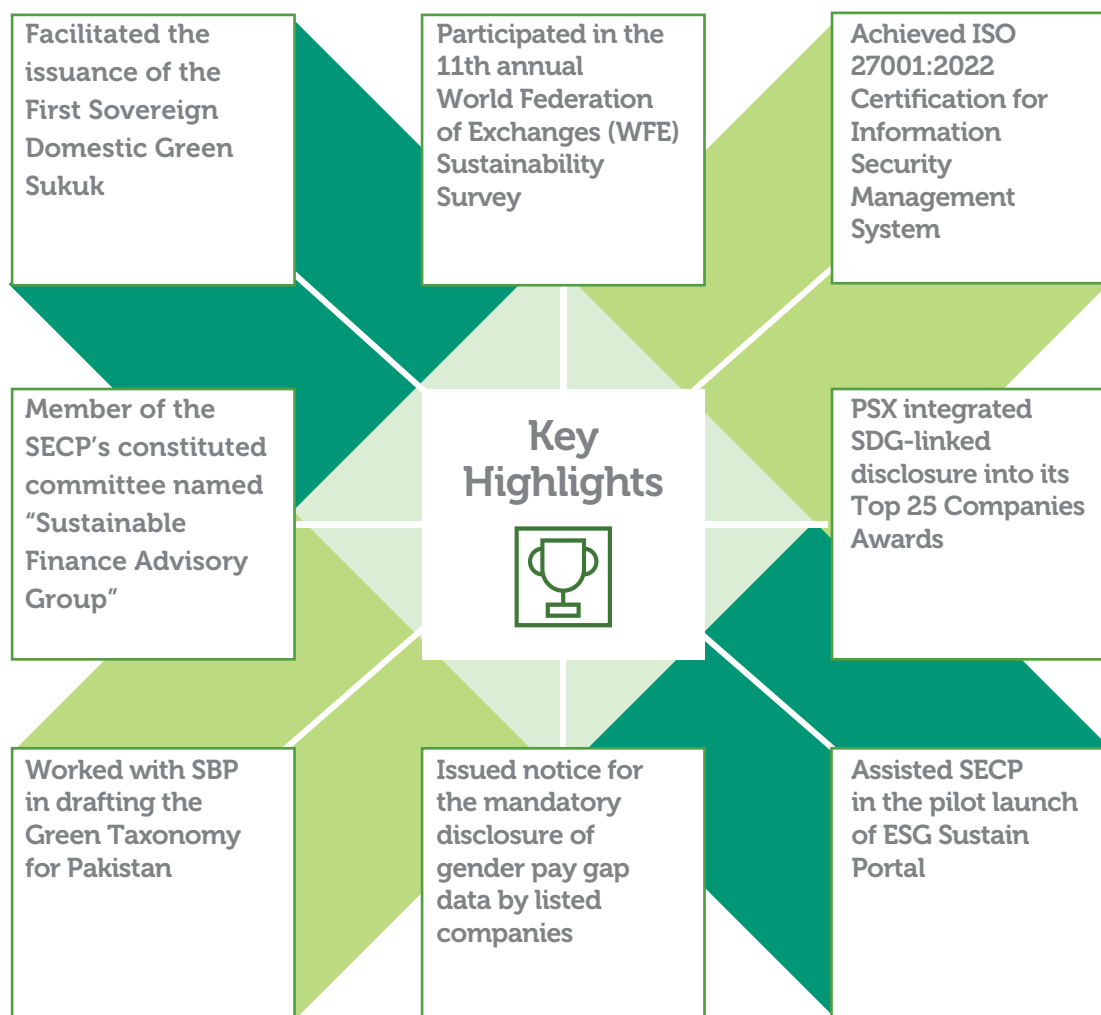 Facilitated the
issuance of the
First Sovereign
Domestic Green
Sukuk
Participated in the
11th annual
World Federation
of Exchanges (WFE)
Sustainability
Survey
Achieved ISO
27001:2022
Certification for
Information
Security
Management
System
Member of the
SECP’s constituted
committee named
“Sustainable
Finance Advisory
Group”
Key
Highlights
PSX integrated
SDG-linked
disclosure into its
Top 25 Companies
Awards
Worked with SBP
in drafting the
Green Taxonomy
for Pakistan
Issued notice for
the mandatory
disclosure of
gender pay gap
data by listed
companies
Assisted SECP
in the pilot launch
of ESG Sustain
Portal